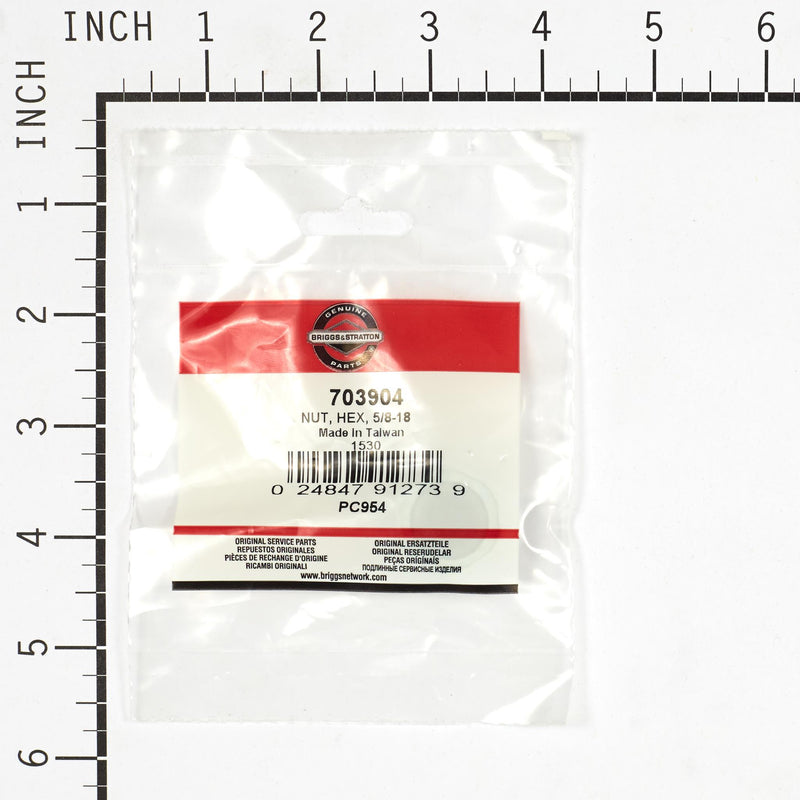 INCH 1 2 3 4 5 6
INCH
1
2
3
4
5
6
GENUINE
BRIGGS&STRATTON
PARTS
703904
NUT, HEX, 5/8-18
Made In Taiwan
1530
0 24847 91273 9
PC954
ORIGINAL SERVICE PARTS
REPUESTOS ORIGINALES
PIÈCES DE RECHANGE D'ORIGINE
RICAMBI ORIGINALI
ORIGINAL ERSATZTEILE
ORIGINAL RESERUDELAR
PEÇAS ORIGINAIS
ПОДЛИННЫЕ СЕРВИСНЫЕ ИЗДЕЛИЯ
www.briggsnetwork.com